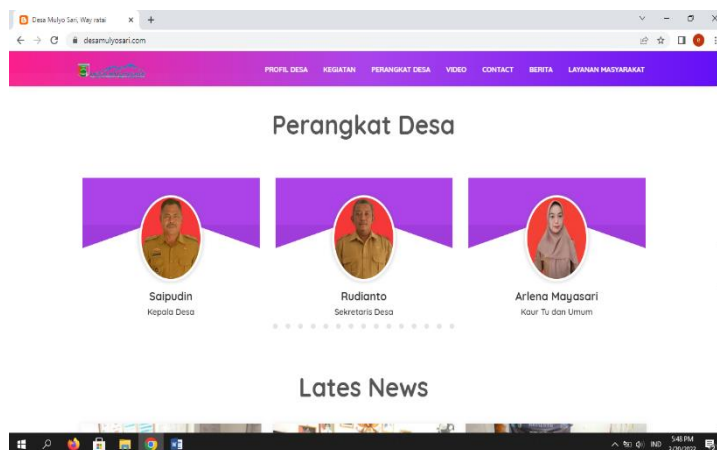 Desa Mulyo Sari, Way ratai
desamulyosari.com
PROFIL DESA KEGIATAN PERANGKAT DESA VIDEO CONTACT BERITA LAYANAN MASYARAKAT
Perangkat Desa
Saipudin Rudianto Arlena Mayasari
Kepala Desa Sekretaris Desa Kaur Tu dan Umum
Lates News
IND 5:48 PM